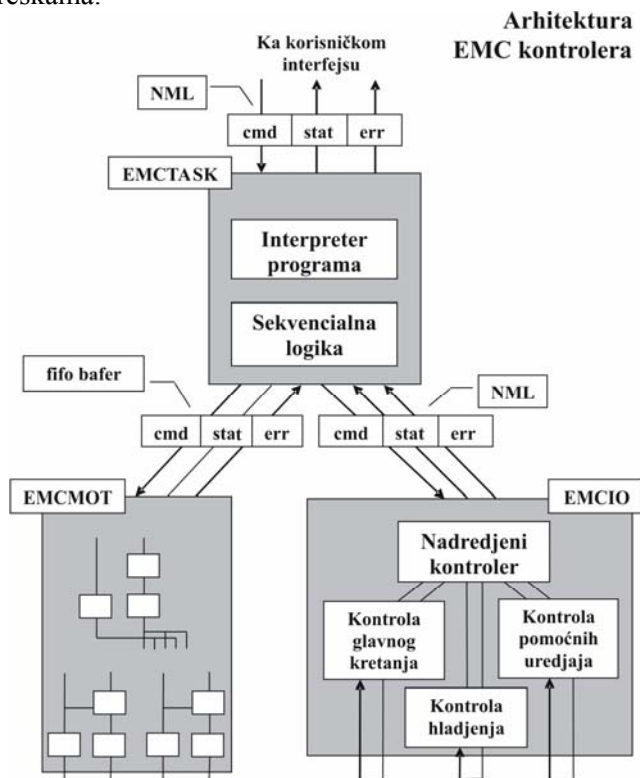 Arhitektura
EMC kontrolera
Ka korisničkom
interfejsu
NML
cmd stat err
EMCTASK
Interpreter
programa
Sekvencialna
logika
fifo bafer
NML
cmd stat err
cmd stat err
EMCMOT
EMCIO
Nadredjeni
kontroler
Kontrola
glavnog
kretanja
Kontrola
pomoćnih
uredjaja
Kontrola
hladjenja